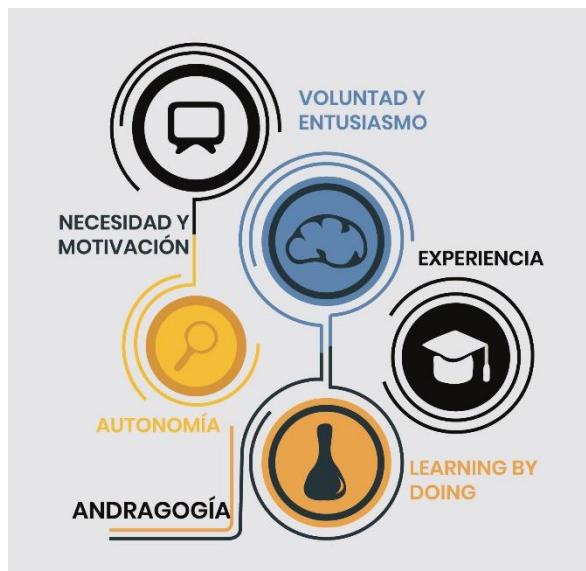 VOLUNTAD Y
ENTUSIASMO
NECESIDAD Y
MOTIVACIÓN
EXPERIENCIA
AUTONOMÍA
LEARNING BY
DOING
ANDRAGOGÍA